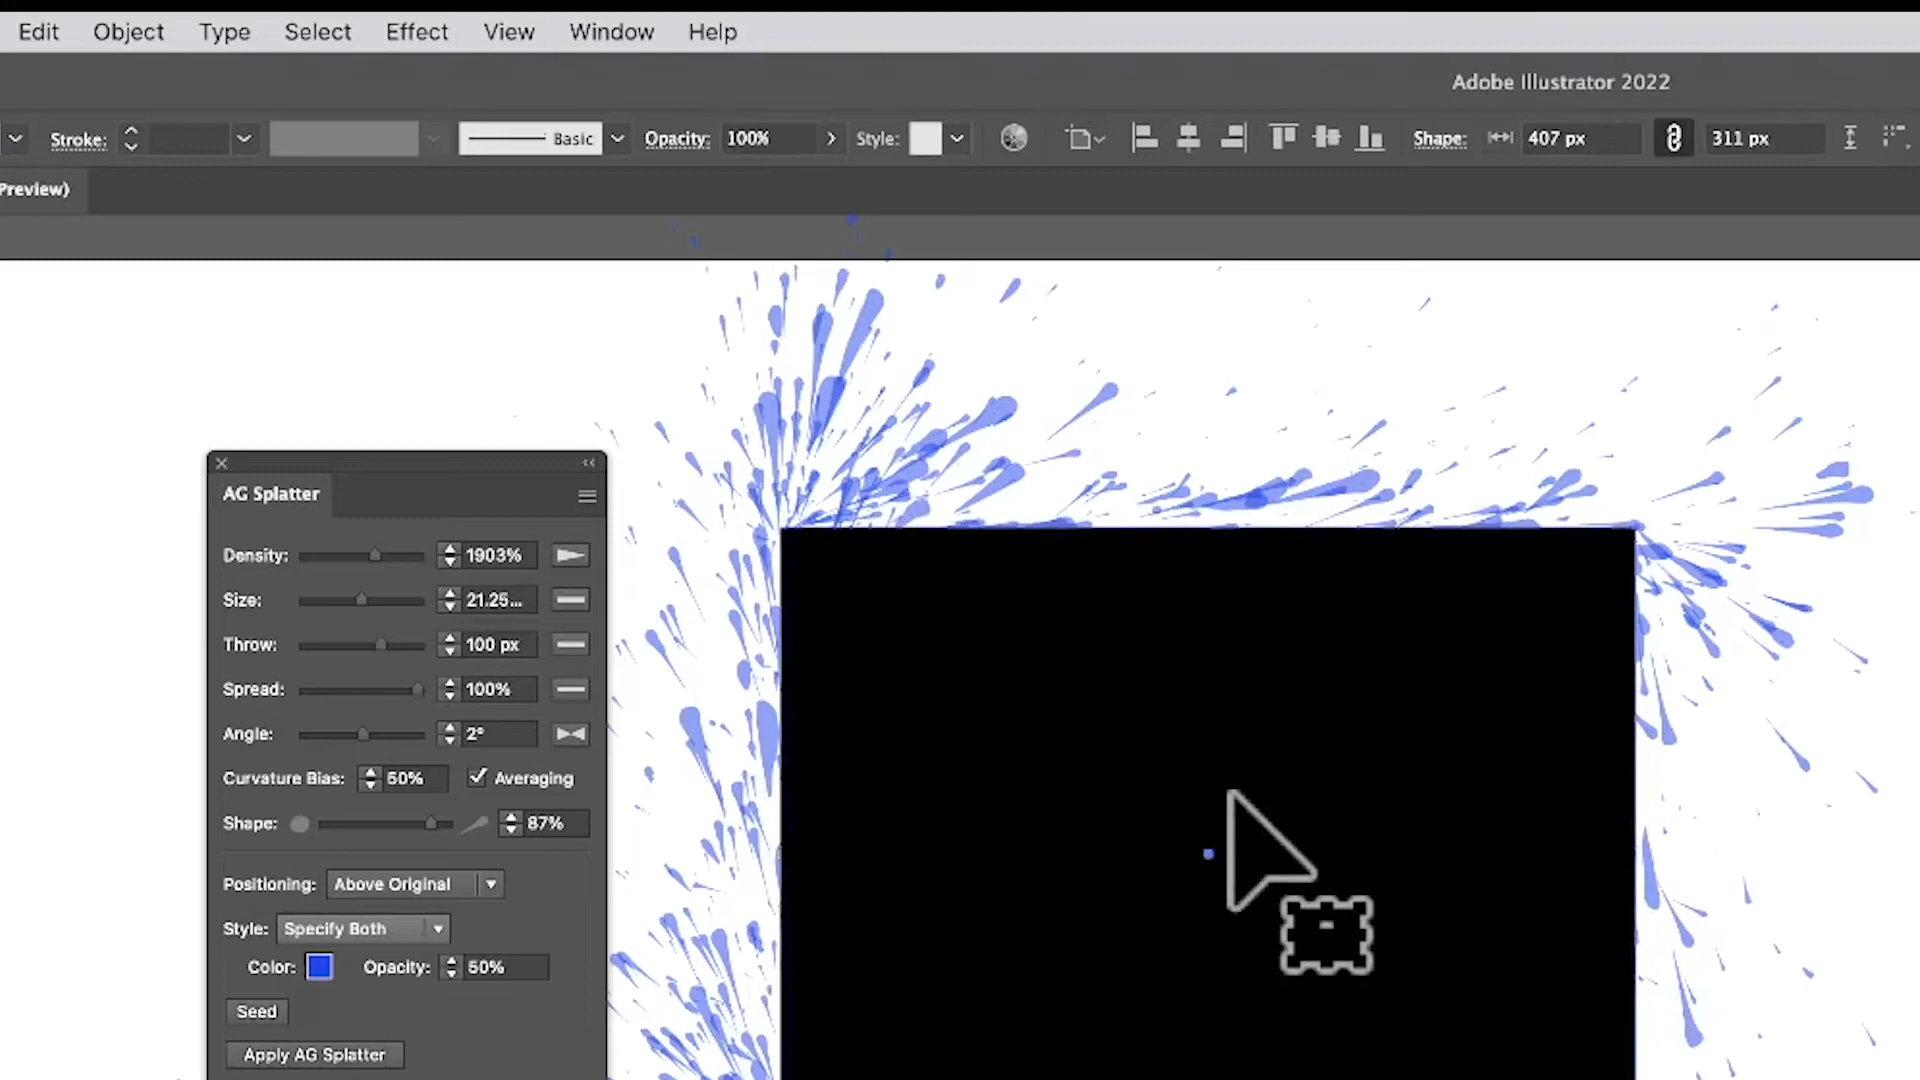 Edit Object Type Select Effect View Window Help
Adobe Illustrator 2022
Stroke: Basic Opacity: 100% Style: Shape: 407 px 311 px
Preview)
AG Splatter
Density: 1903%
Size: 21.25...
Throw: 100 px
Spread: 100%
Angle: 2°
Curvature Bias: 50% Averaging
Shape: 87%
Positioning: Above Original
Style: Specify Both
Color: Opacity: 50%
Seed
Apply AG Splatter